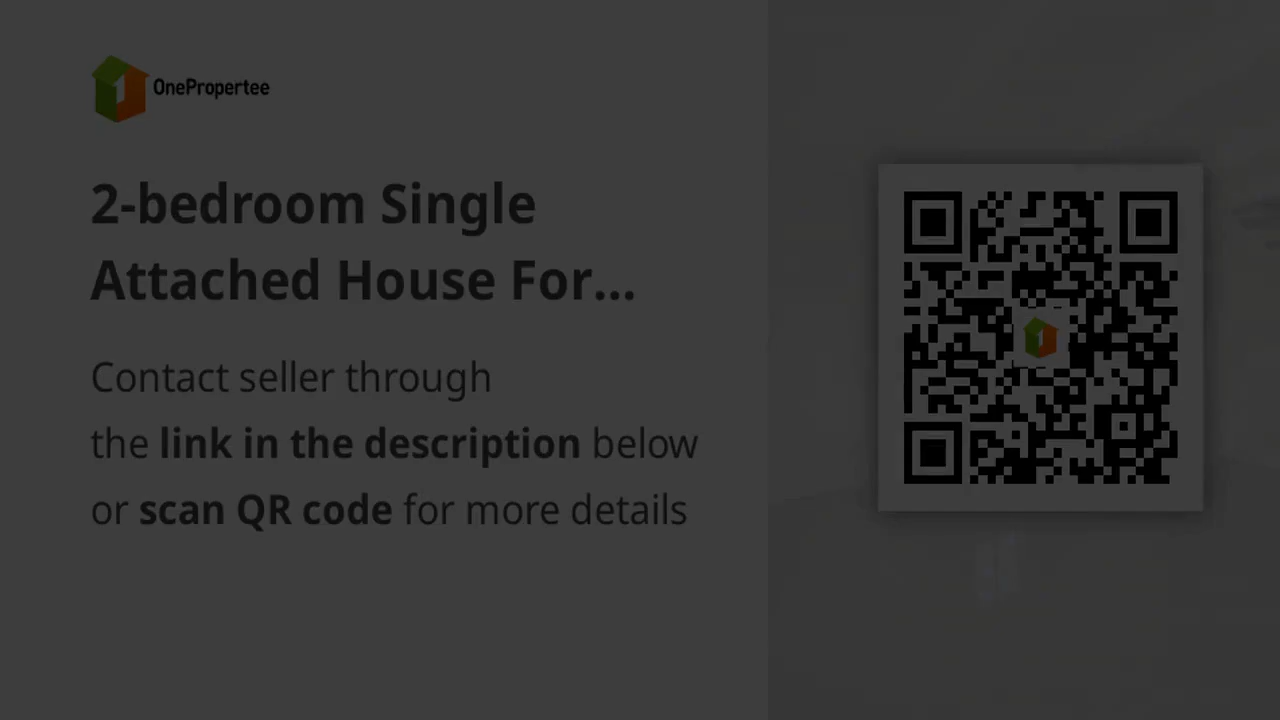 OnePropertee
2-bedroom Single
Attached House For...
Contact seller through
the link in the description below
or scan QR code for more details